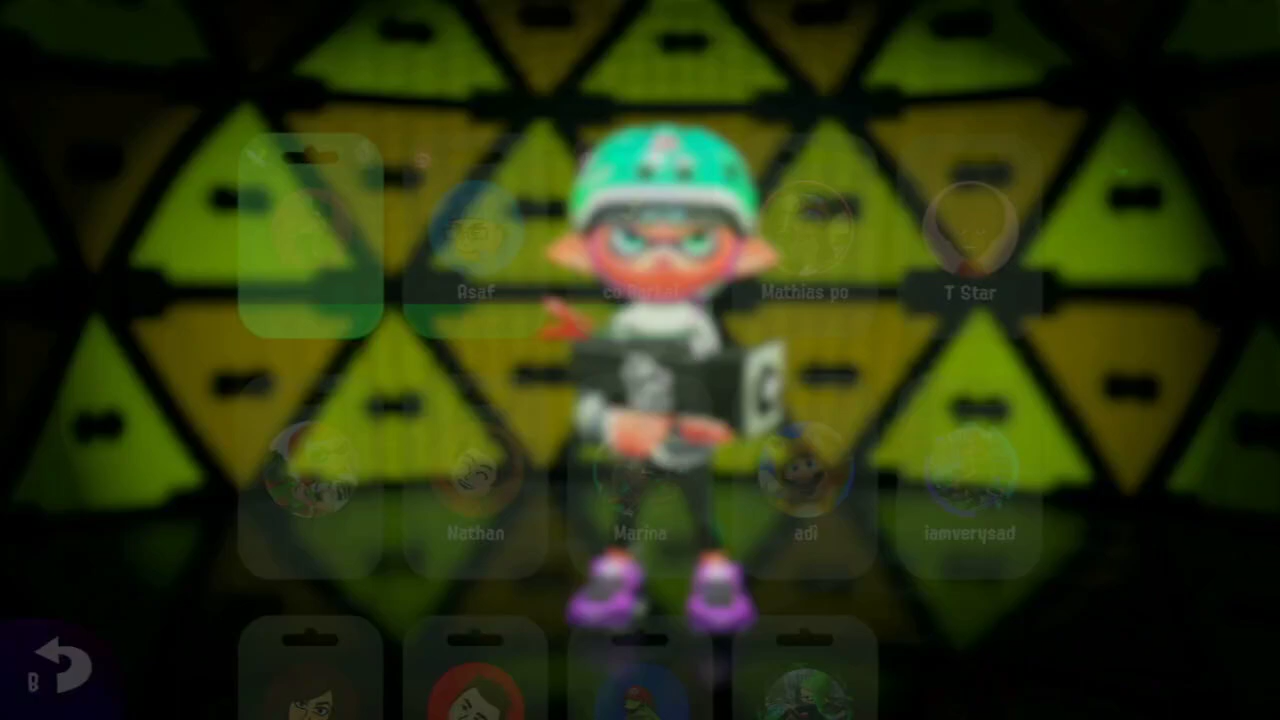 Asaf
Mathias po
T Star
Nathan
Marina
adi
iamverysad
B